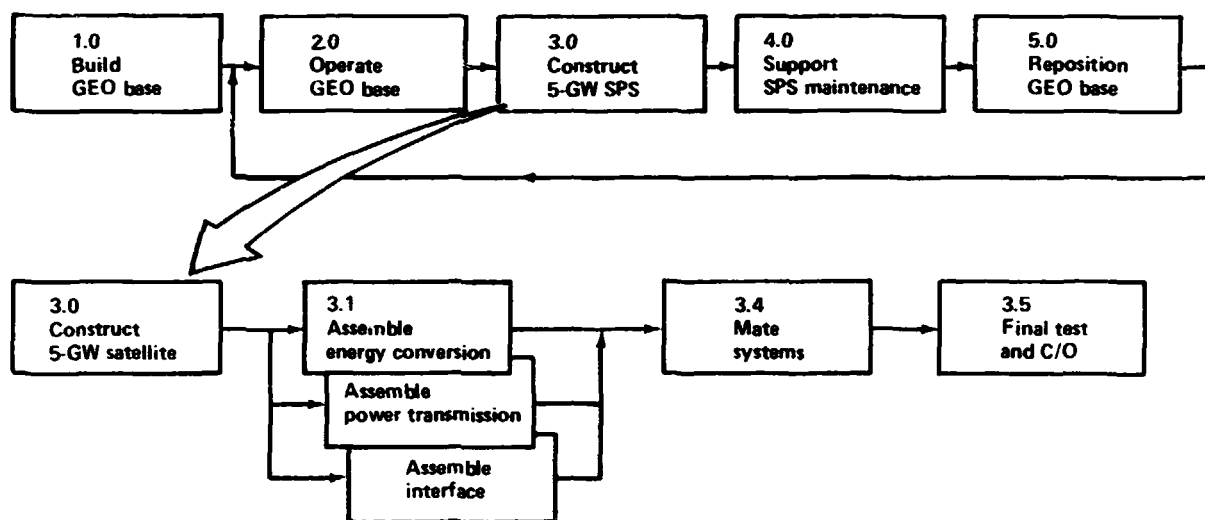 1.0
Build
GEO base
2.0
Operate
GEO base
3.0
Construct
5-GW SPS
4.0
Support
SPS maintenance
5.0
Reposition
GEO base
3.0
Construct
5-GW satellite
3.1
Assemble
energy conversion
Assemble
power transmission
Assemble
interface
3.4
Mate
systems
3.5
Final test
and C/O